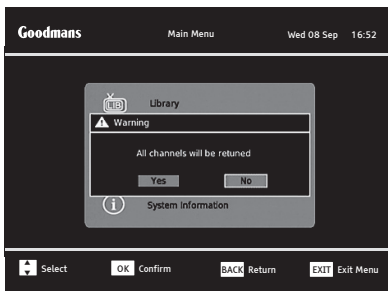 Goodmans Main Menu Wed 08 Sep 16:52
Library
Warning
All channels will be retuned
Yes No
System Information
Select OK Confirm BACK Return EXIT Exit Menu